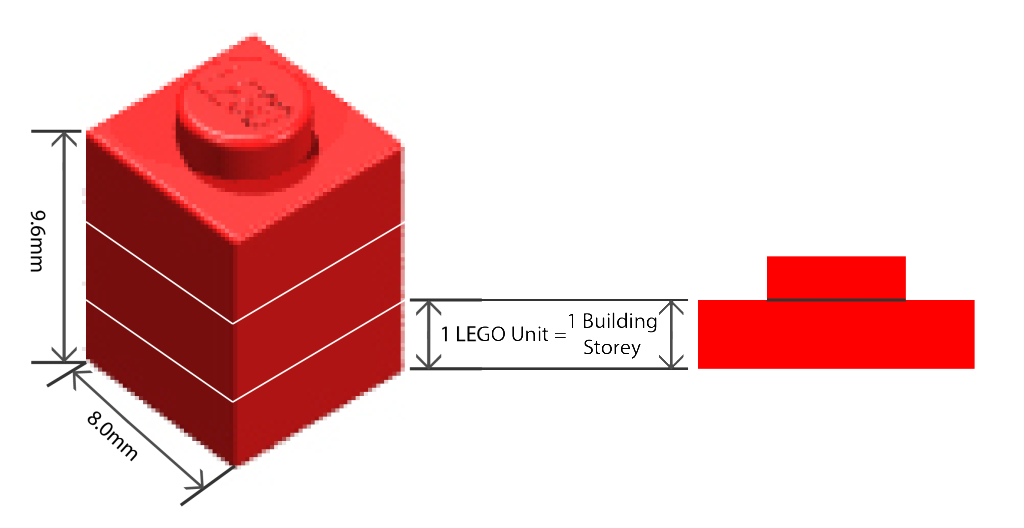 9.6mm
8.0mm
1 LEGO Unit = 1 Building
Storey